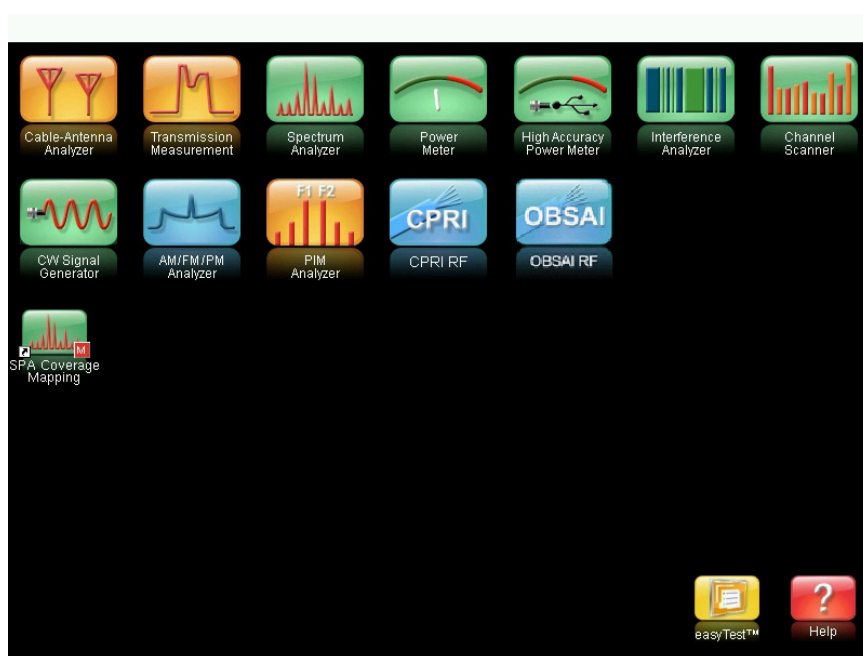 Cable-Antenna
Analyzer
Transmission
Measurement
Spectrum
Analyzer
Power
Meter
High Accuracy
Power Meter
Interference
Analyzer
Channel
Scanner
CW Signal
Generator
AM/FM/PM
Analyzer
F1 F2
PIM
Analyzer
CPRI
CPRI RF
OBSAI
OBSAI RF
M
SPA Coverage
Mapping
easyTest™
?
Help